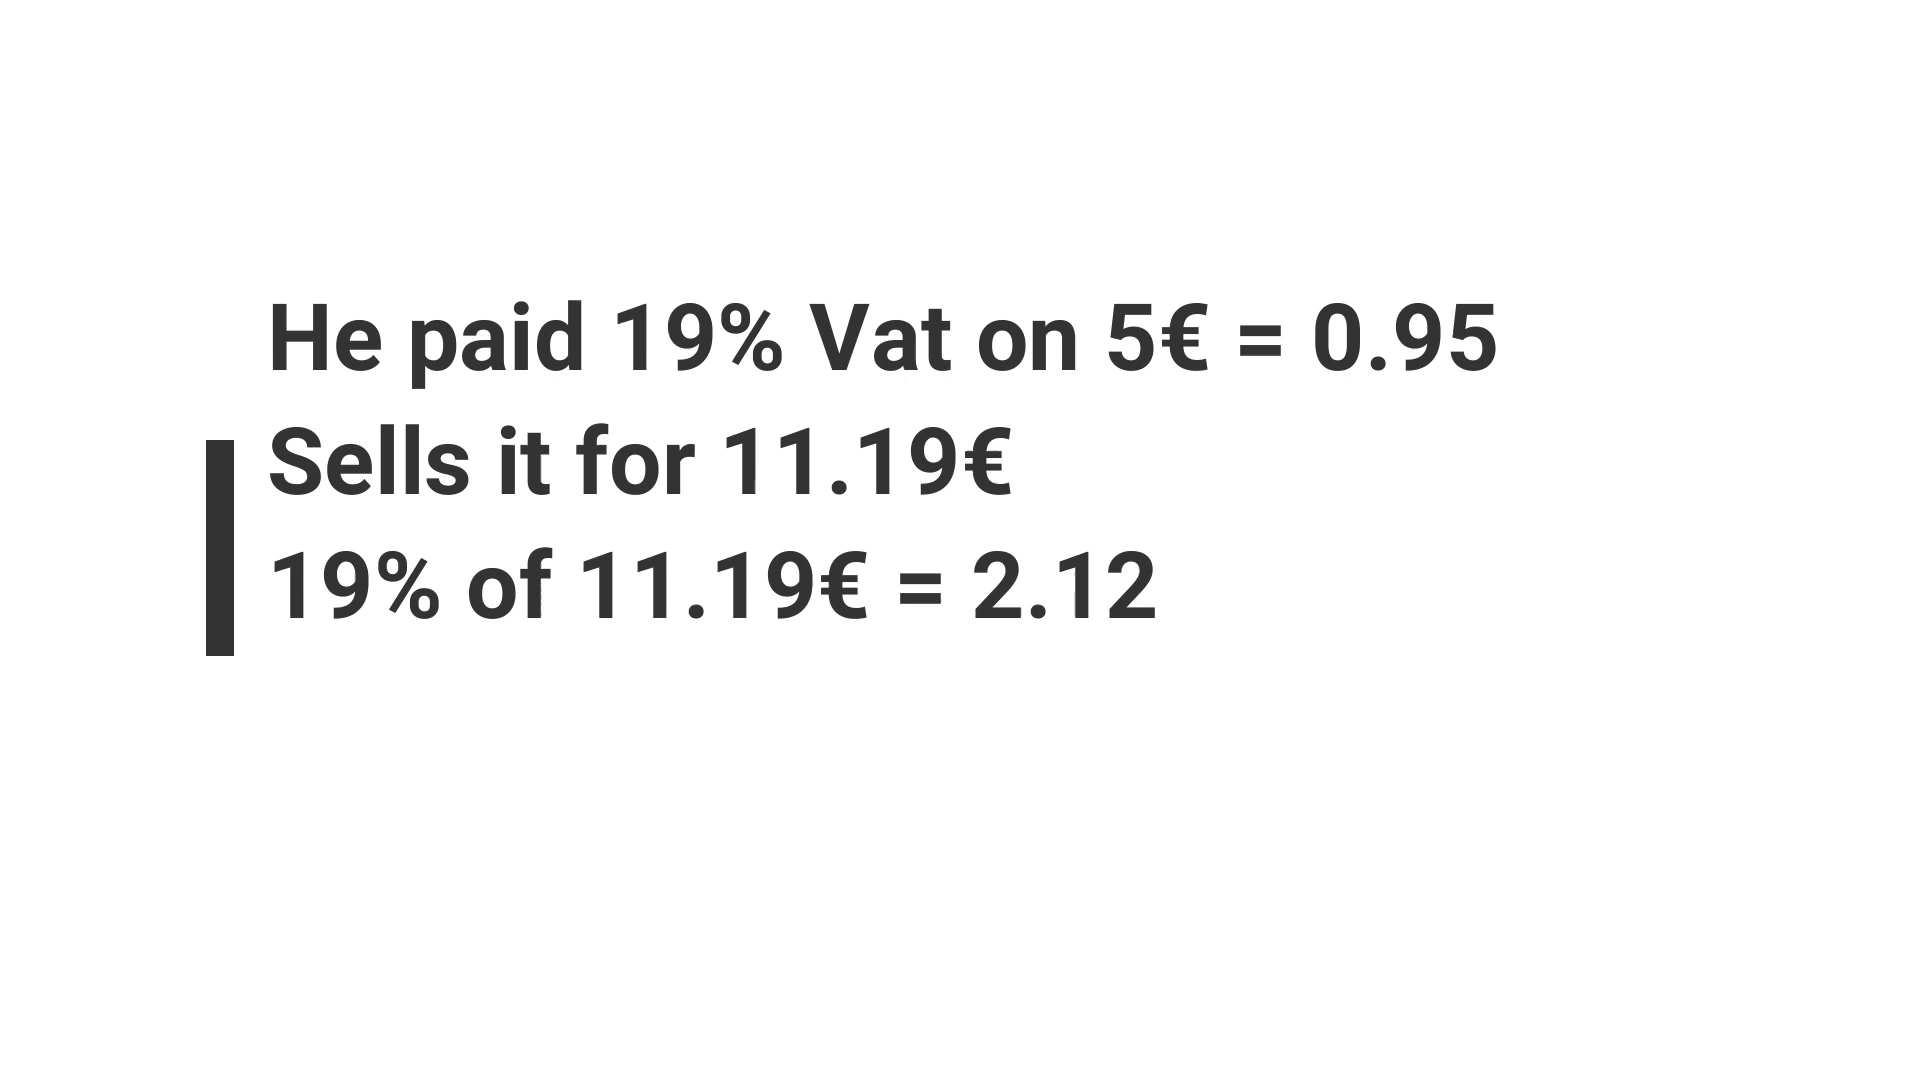 He paid 19% Vat on 5€ = 0.95
Sells it for 11.19€
19% of 11.19€ = 2.12